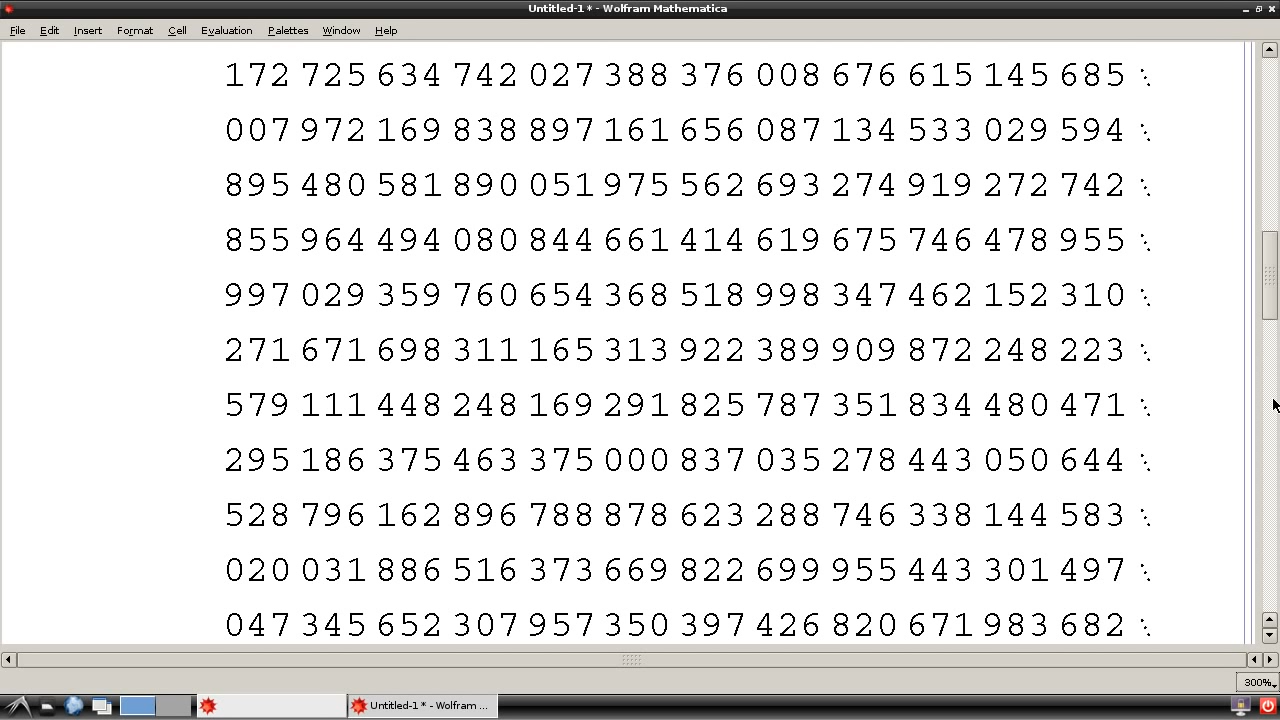 Untitled-1 * - Wolfram Mathematica
File Edit Insert Format Cell Evaluation Palettes Window Help
172 725 634 742 027 388 376 008 676 615 145 685 \
007 972 169 838 897 161 656 087 134 533 029 594 \
895 480 581 890 051 975 562 693 274 919 272 742 \
855 964 494 080 844 661 414 619 675 746 478 955 \
997 029 359 760 654 368 518 998 347 462 152 310 \
271 671 698 311 165 313 922 389 909 872 248 223 \
579 111 448 248 169 291 825 787 351 834 480 471 \
295 186 375 463 375 000 837 035 278 443 050 644 \
528 796 162 896 788 878 623 288 746 338 144 583 \
020 031 886 516 373 669 822 699 955 443 301 497 \
047 345 652 307 957 350 397 426 820 671 983 682 \
300%
Untitled-1 * - Wolfram ...